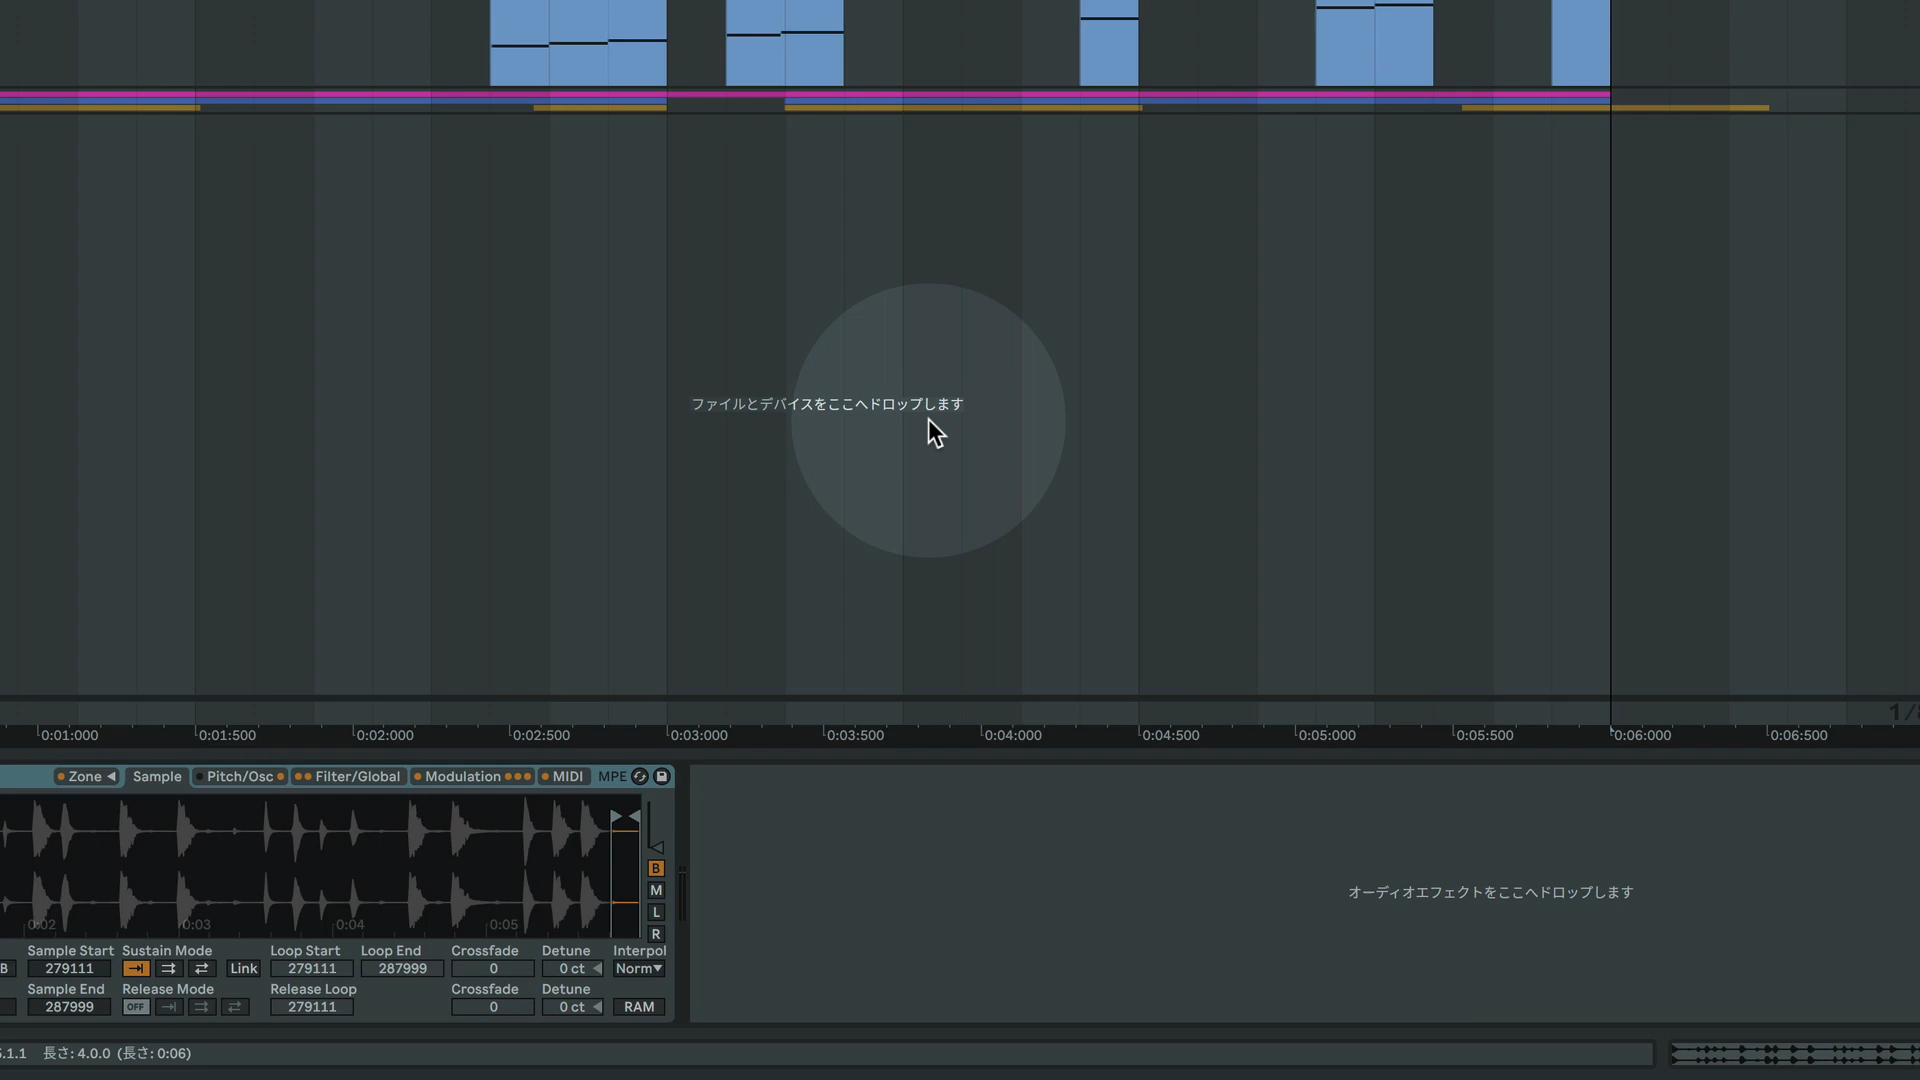 ファイルとデバイスをここへドロップします
1/
0:01:000 0:01:500 0:02:000 0:02:500 0:03:000 0:03:500 0:04:000 0:04:500 0:05:000 0:05:500 0:06:000 0:06:500
Zone Sample Pitch/Osc Filter/Global Modulation MIDI MPE
B
M
L
R
0:02 0:03 0:04 0:05
オーディオエフェクトをここへドロップします
Sample Start Sustain Mode Loop Start Loop End Crossfade Detune Interpol
B 279111 Link 279111 287999 0 0 ct Norm
Sample End Release Mode Release Loop Crossfade Detune
287999 OFF 279111 0 0 ct RAM
.1.1 長さ: 4.0.0 (長さ: 0:06)